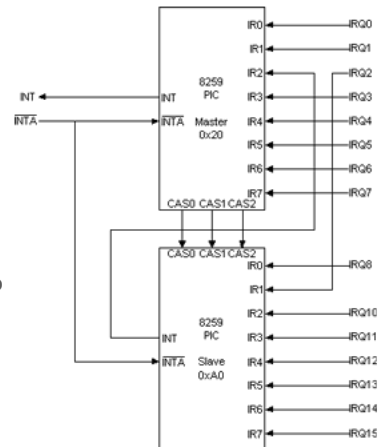 IR0 IRQ0
IR1 IRQ1
IR2 IRQ2
8259
INT INT PIC IR3 IRQ3
INTA INTA Master IR4 IRQ4
0x20
IR5 IRQ5
IR6 IRQ6
IR7 IRQ7
CAS0 CAS1 CAS2
CAS0 CAS1 CAS2
IR0 IRQ8
IR1
IR2 IRQ10
8259
INT PIC IR3 IRQ11
INTA Slave IR4 IRQ12
0xA0
IR5 IRQ13
IR6 IRQ14
IR7 IRQ15